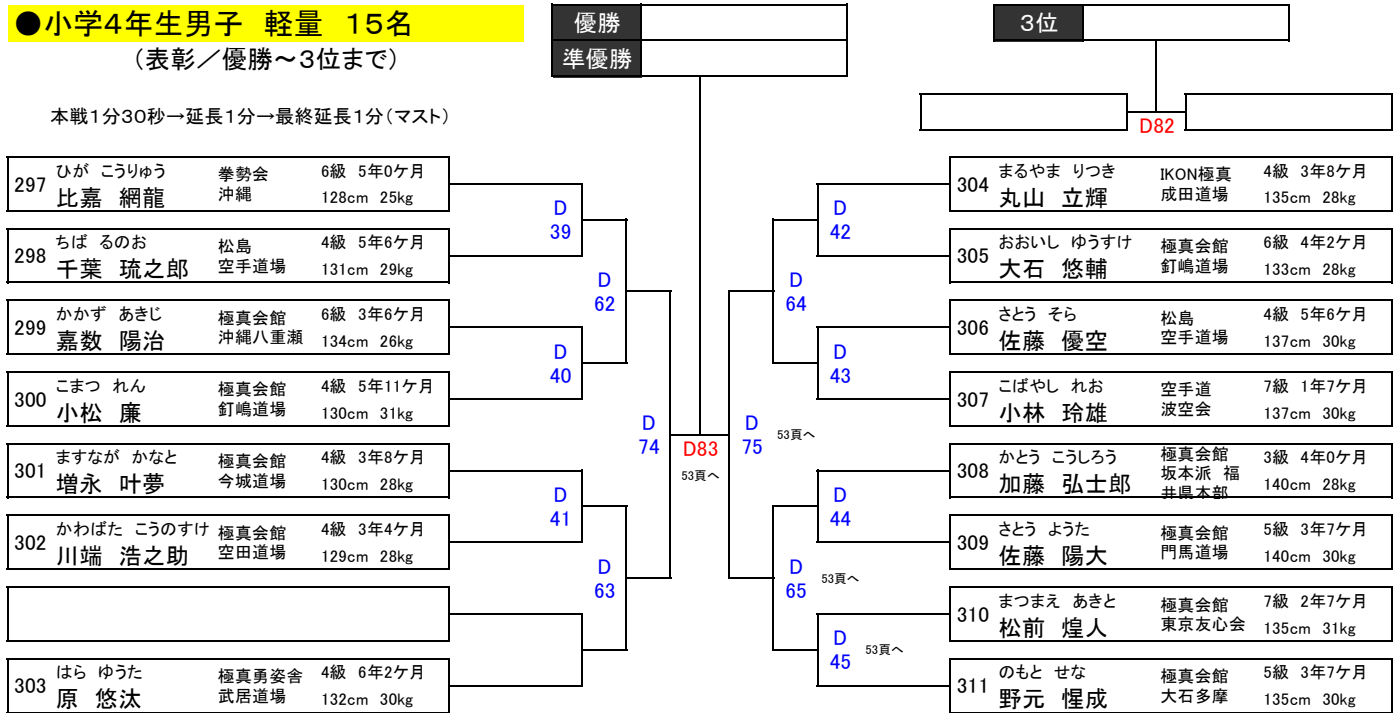 ●小学4年生男子 軽量 15名
(表彰/優勝~3位まで)
本戦1分30秒→延長1分→最終延長1分(マスト)
優勝
準優勝
3位
D82
297 ひが こうりゅう 拳勢会 6級 5年0ケ月
比嘉 網龍 沖縄 128cm 25kg
298 ちば るのお 松島 4級 5年6ケ月
千葉 琉之郎 空手道場 131cm 29kg
299 かかず あきじ 極真会館 6級 3年6ケ月
嘉数 陽治 沖縄八重瀬 134cm 26kg
300 こまつ れん 極真会館 4級 5年11ケ月
小松 廉 釘嶋道場 130cm 31kg
301 ますなが かなと 極真会館 4級 3年8ケ月
増永 叶夢 今城道場 130cm 28kg
302 かわばた こうのすけ 極真会館 4級 3年4ケ月
川端 浩之助 空田道場 129cm 28kg
303 はら ゆうた 極真勇姿舎 4級 6年2ケ月
原 悠汰 武居道場 132cm 30kg
D
39
D
40
D
41
D
62
D
63
D
74
D83
53頁へ
D
75 53頁へ
D
64
D
65 53頁へ
D
42
D
43
D
44
D
45 53頁へ
304 まるやま りつき IKON極真 4級 3年8ケ月
丸山 立輝 成田道場 135cm 28kg
305 おおいし ゆうすけ 極真会館 6級 4年2ケ月
大石 悠輔 釘嶋道場 133cm 28kg
306 さとう そら 松島 4級 5年6ケ月
佐藤 優空 空手道場 137cm 30kg
307 こばやし れお 空手道 7級 1年7ケ月
小林 玲雄 波空会 137cm 30kg
308 かとう こうしろう 極真会館 3級 4年0ケ月
加藤 弘士郎 坂本派 福 140cm 28kg
井県本部
309 さとう ようた 極真会館 5級 3年7ケ月
佐藤 陽大 門馬道場 140cm 30kg
310 まつまえ あきと 極真会館 7級 2年7ケ月
松前 煌人 東京友心会 135cm 31kg
311 のもと せな 極真会館 5級 3年7ケ月
野元 惺成 大石多摩 135cm 30kg